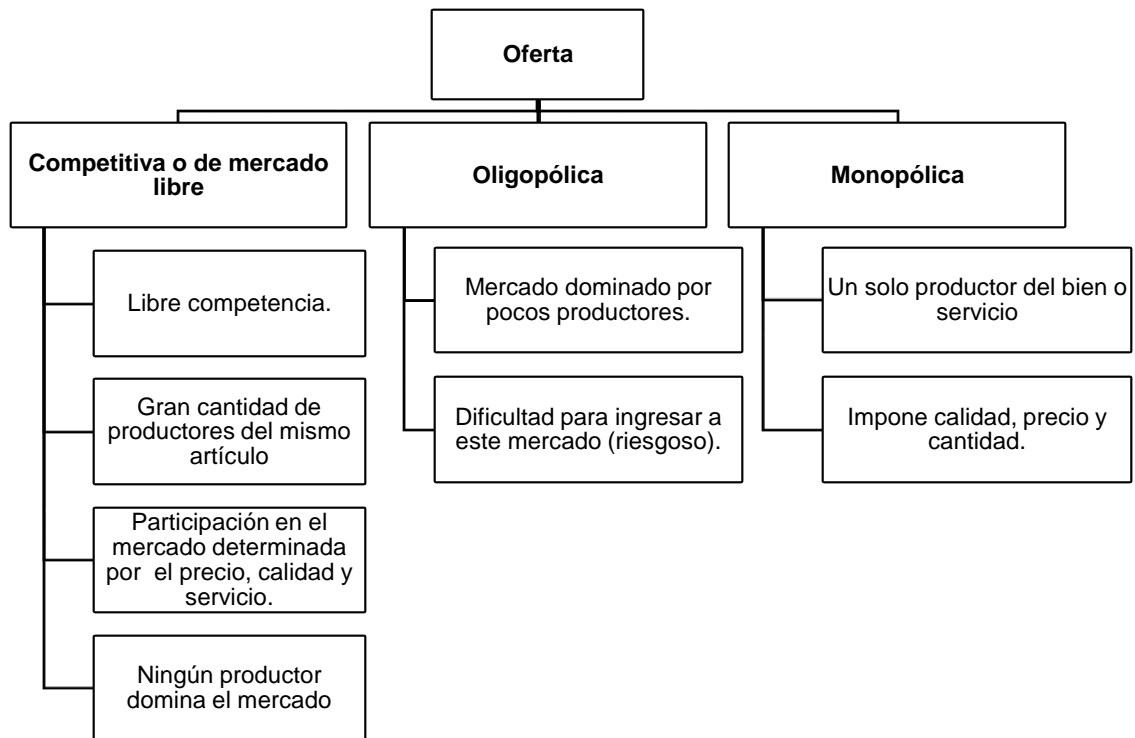 Oferta
Competitiva o de mercado
libre
Libre competencia.
Gran cantidad de
productores del mismo
artículo
Participación en el
mercado determinada
por  el precio, calidad y
servicio.
Ningún productor
domina el mercado
Oligopólica
Mercado dominado por
pocos productores.
Dificultad para ingresar a
este mercado (riesgoso).
Monopólica
Un solo productor del bien o
servicio
Impone calidad, precio y
cantidad.